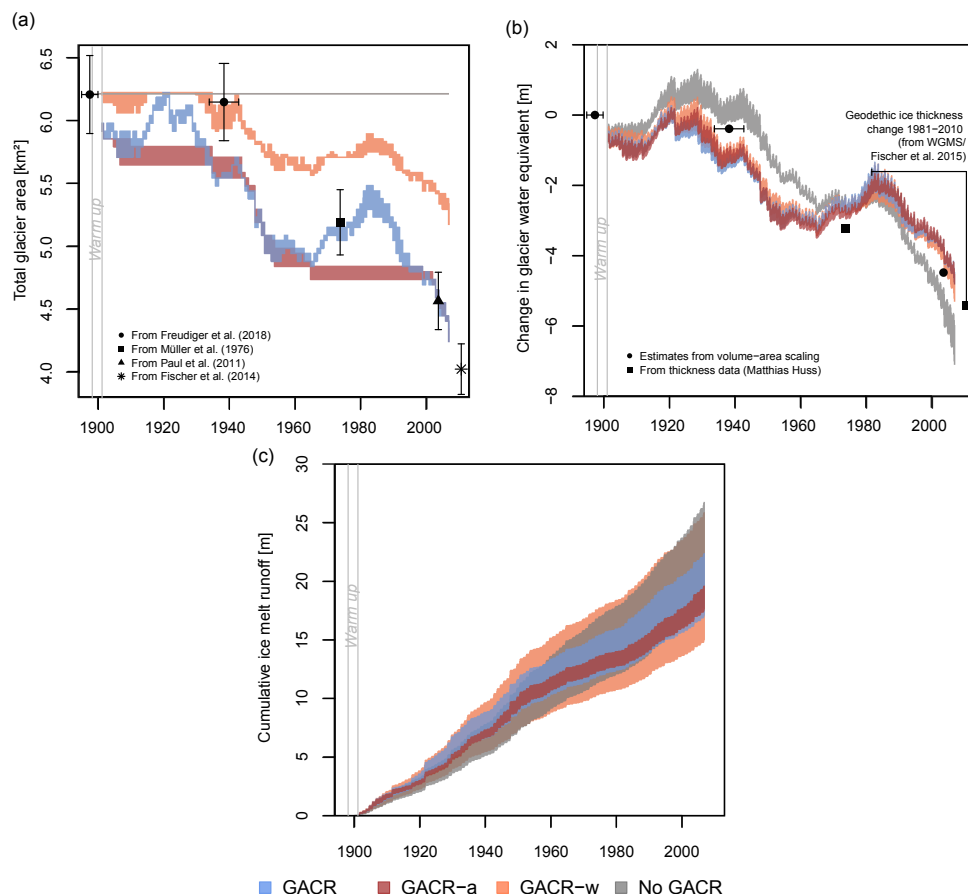 (a)
Total glacier area [km²]
6.5
6.0
5.5
5.0
4.5
4.0
Warm up
From Freudiger et al. (2018)
From Müller et al. (1976)
From Paul et al. (2011)
From Fischer et al. (2014)
1900 1920 1940 1960 1980 2000
(b)
Change in glacier water equivalent [m]
2
0
−2
−4
−6
−8
Warm up
Geodethic ice thickness
change 1981−2010
(from WGMS/
Fischer et al. 2015)
Estimates from volume−area scaling
From thickness data (Matthias Huss)
1900 1920 1940 1960 1980 2000
(c)
Cumulative ice melt runoff [m]
30
25
20
15
10
5
0
Warm up
1900 1920 1940 1960 1980 2000
GACR GACR−a GACR−w No GACR